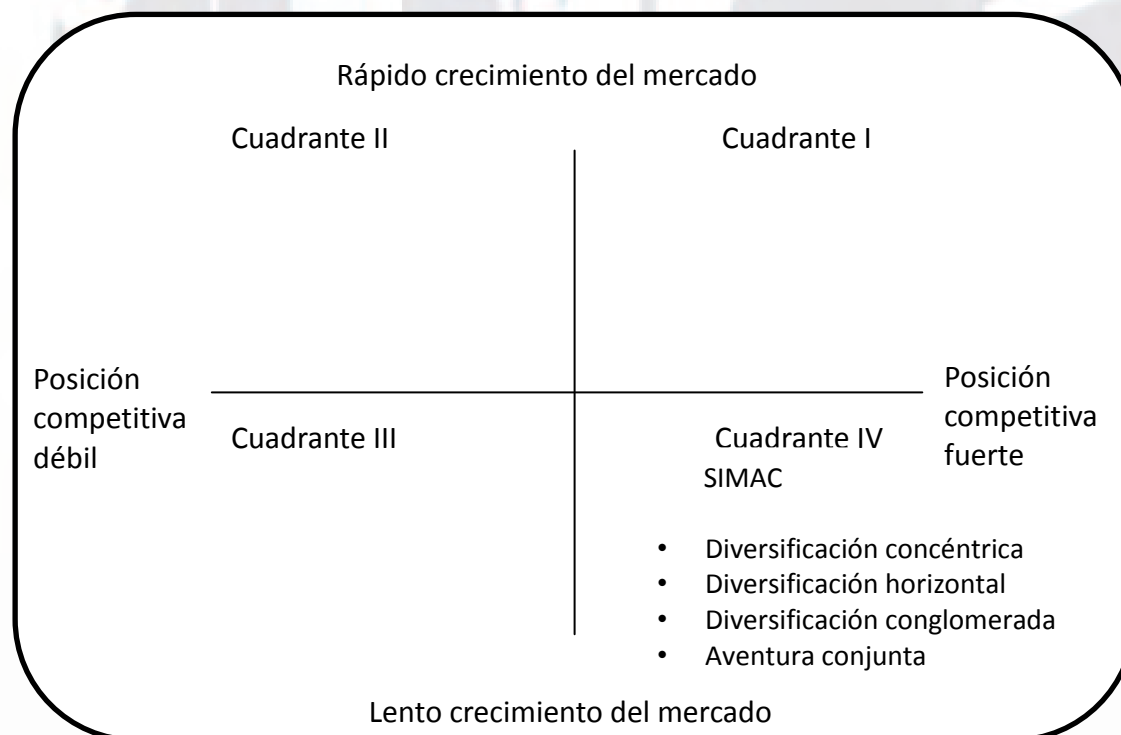 Rápido crecimiento del mercado
Cuadrante II
Cuadrante I
Posición
competitiva
débil
Posición
competitiva
fuerte
Cuadrante III
Cuadrante IV
SIMAC
• Diversificación concéntrica
• Diversificación horizontal
• Diversificación conglomerada
• Aventura conjunta
Lento crecimiento del mercado